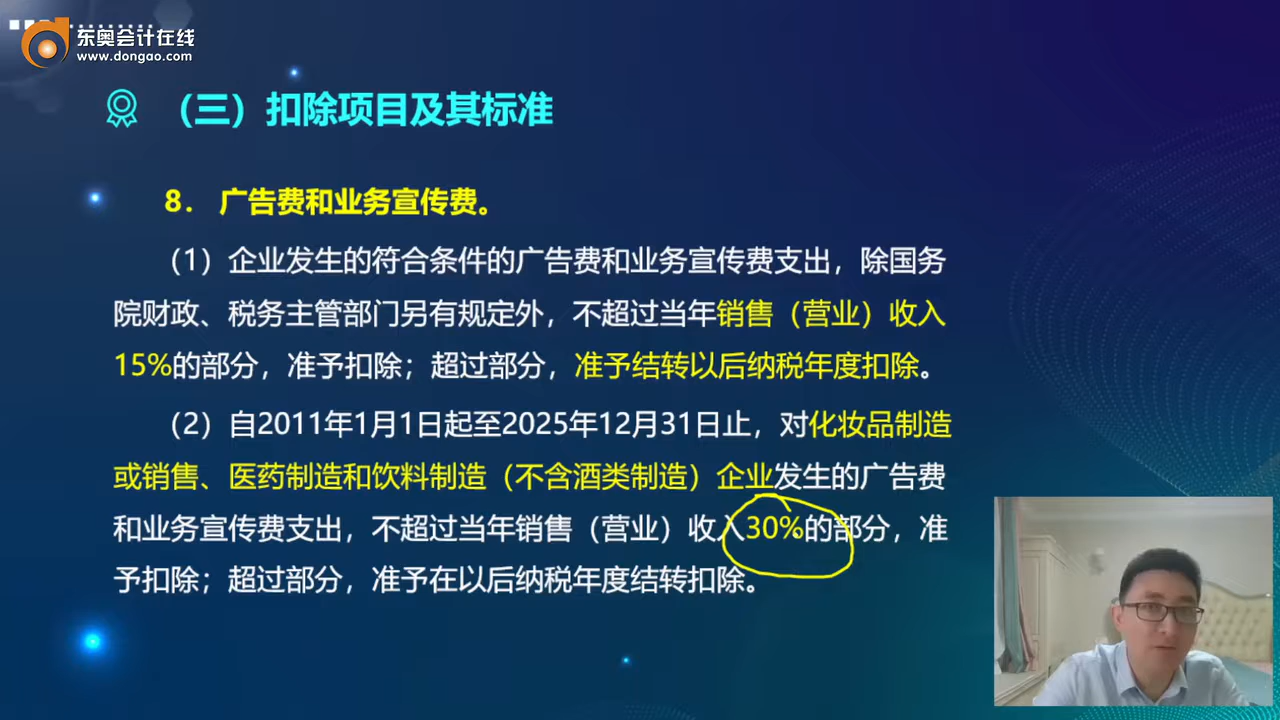 东奥会计在线
www.dongao.com
（三）扣除项目及其标准
8． 广告费和业务宣传费。
（1）企业发生的符合条件的广告费和业务宣传费支出，除国务
院财政、税务主管部门另有规定外，不超过当年销售（营业）收入
15%的部分，准予扣除；超过部分，准予结转以后纳税年度扣除。
（2）自2011年1月1日起至2025年12月31日止，对化妆品制造
或销售、医药制造和饮料制造（不含酒类制造）企业发生的广告费
和业务宣传费支出，不超过当年销售（营业）收入30%的部分，准
予扣除；超过部分，准予在以后纳税年度结转扣除。